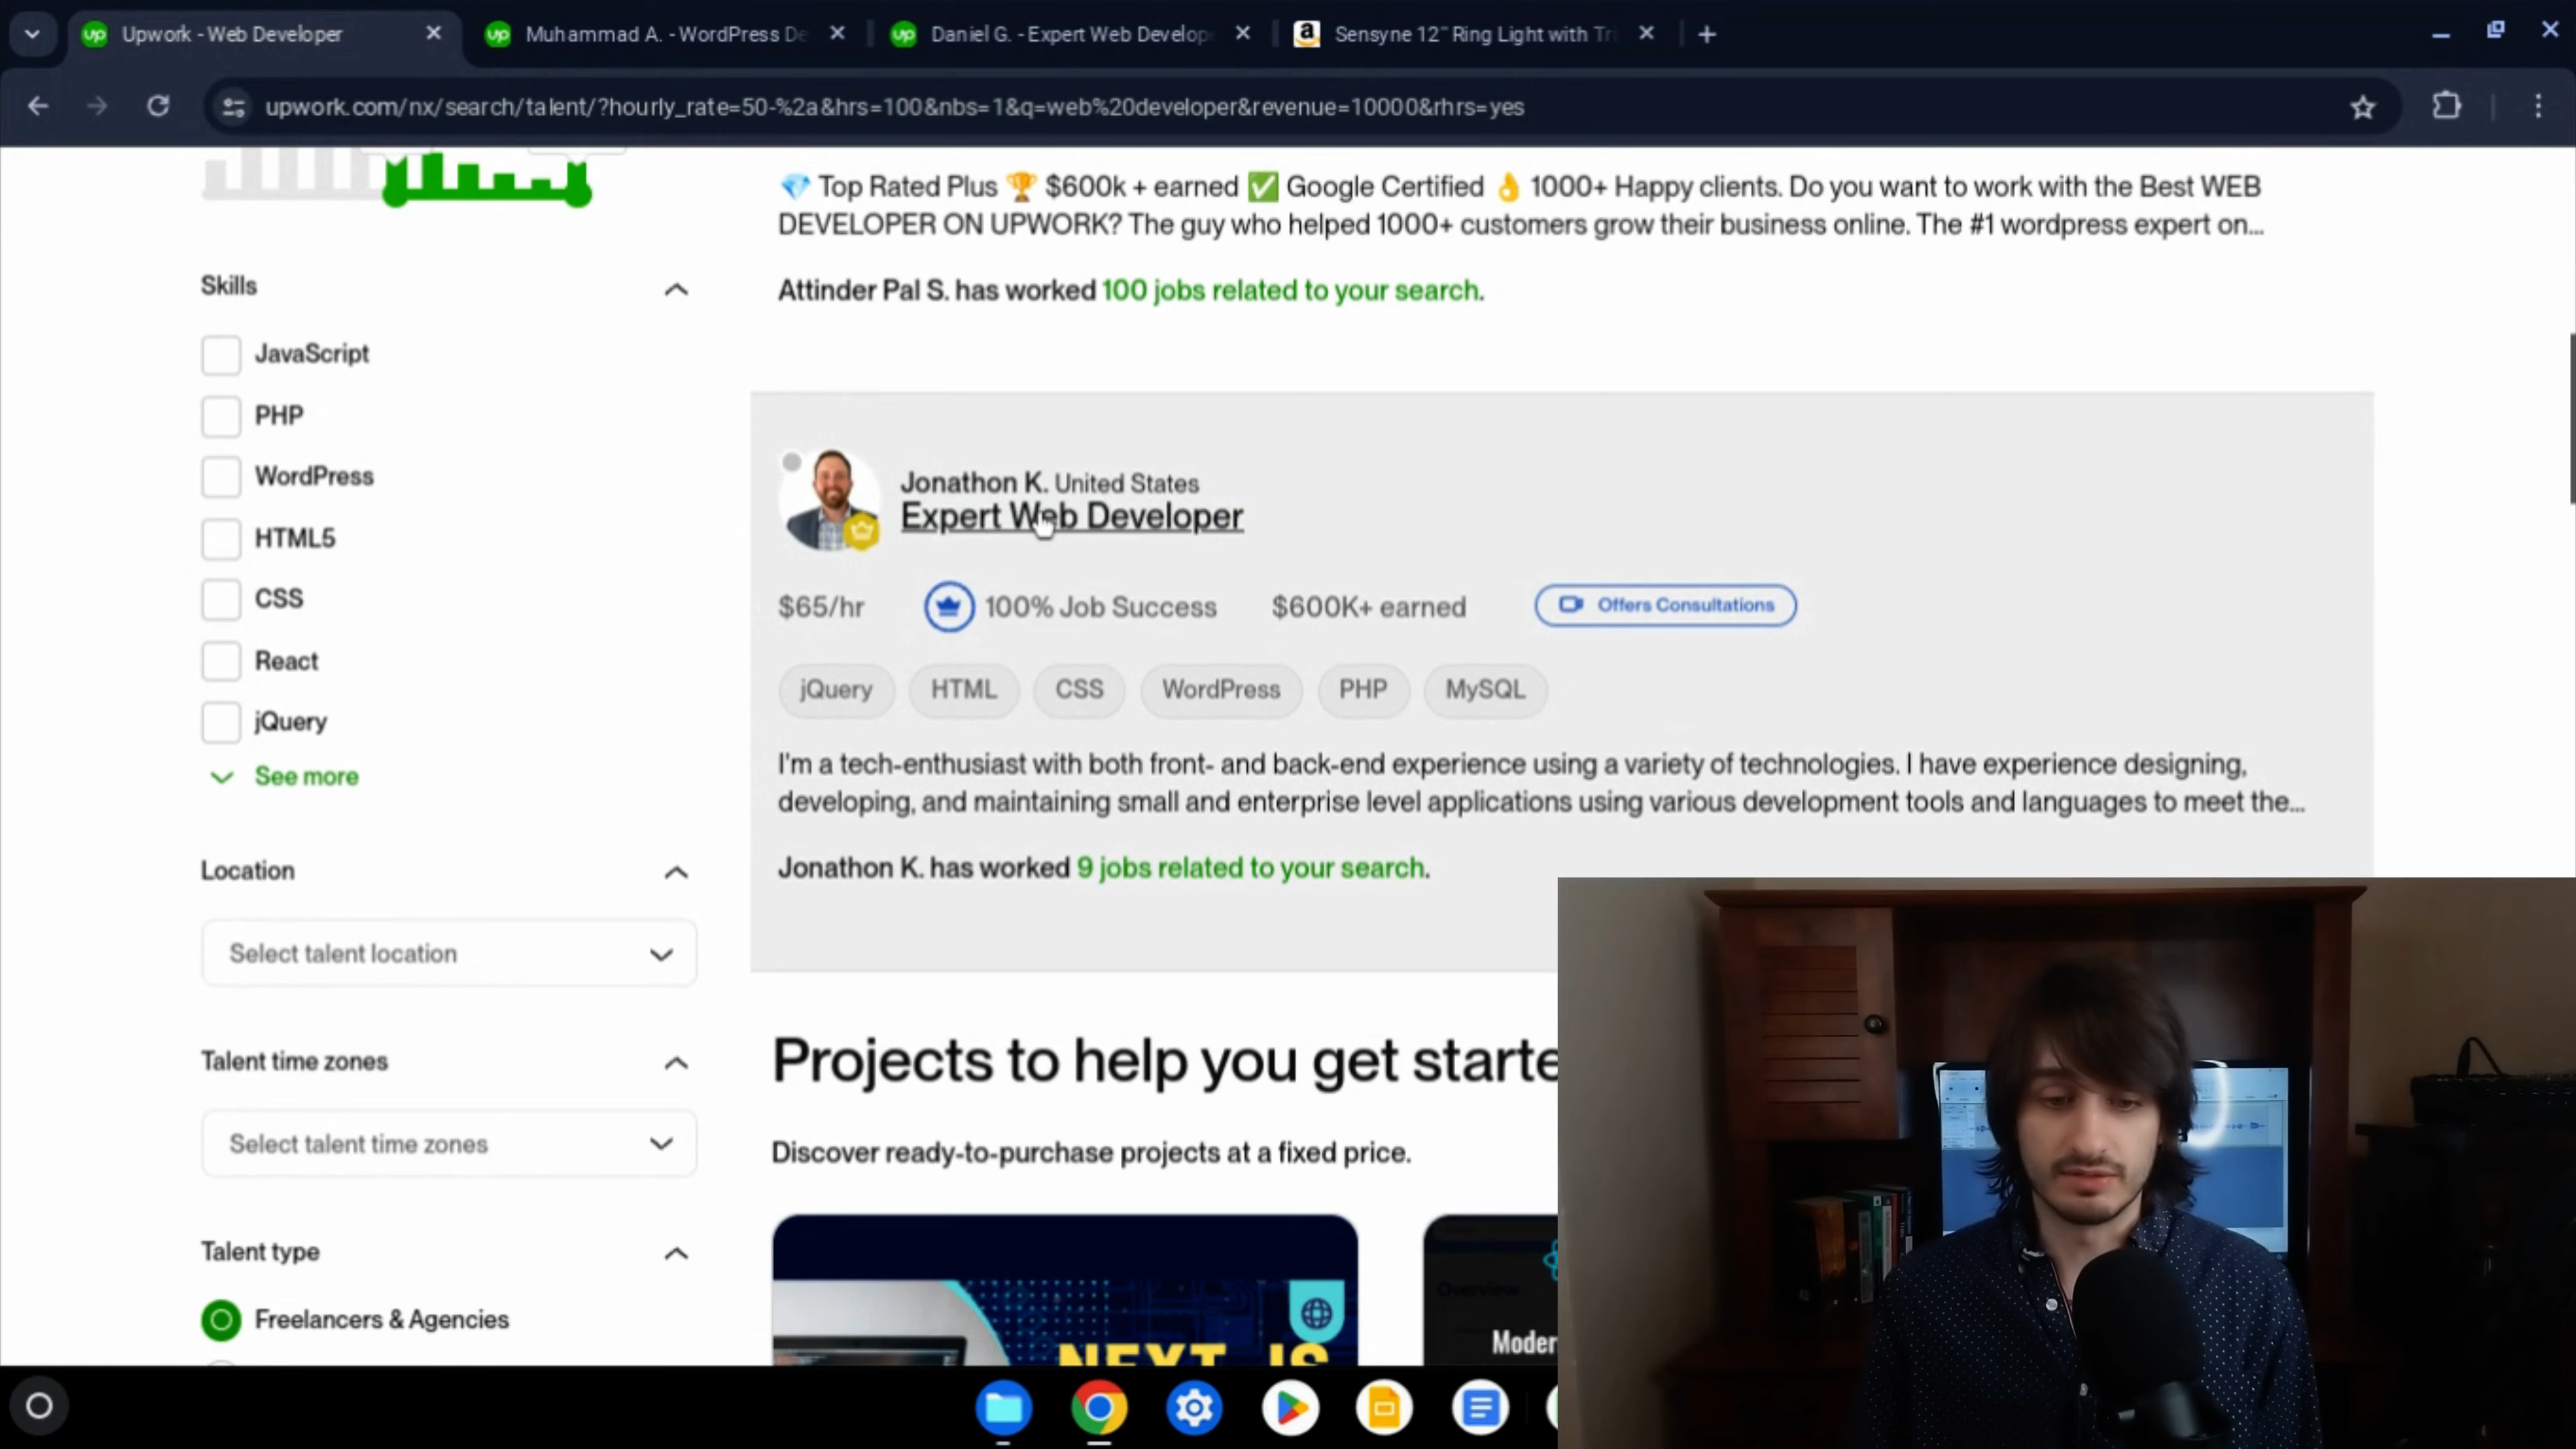 Upwork - Web Developer
Muhammad A. - WordPress De
Daniel G. - Expert Web Develop
Sensyne 12" Ring Light with Tri
upwork.com/nx/search/talent/?hourly_rate=50-%2a&hrs=100&nbs=1&q=web%20developer&revenue=10000&rhrs=yes
💎 Top Rated Plus 🏆 $600k + earned ✅ Google Certified 👌 1000+ Happy clients. Do you want to work with the Best WEB
DEVELOPER ON UPWORK? The guy who helped 1000+ customers grow their business online. The #1 wordpress expert on...
Attinder Pal S. has worked 100 jobs related to your search.
Skills
JavaScript
PHP
WordPress
HTML5
CSS
React
jQuery
See more
Location
Select talent location
Talent time zones
Select talent time zones
Talent type
Freelancers & Agencies
Jonathon K. United States
Expert Web Developer
$65/hr
100% Job Success
$600K+ earned
Offers Consultations
jQuery
HTML
CSS
WordPress
PHP
MySQL
I'm a tech-enthusiast with both front- and back-end experience using a variety of technologies. I have experience designing,
developing, and maintaining small and enterprise level applications using various development tools and languages to meet the...
Jonathon K. has worked 9 jobs related to your search.
Projects to help you get starte
Discover ready-to-purchase projects at a fixed price.
NEXT JS
Overview
Moder